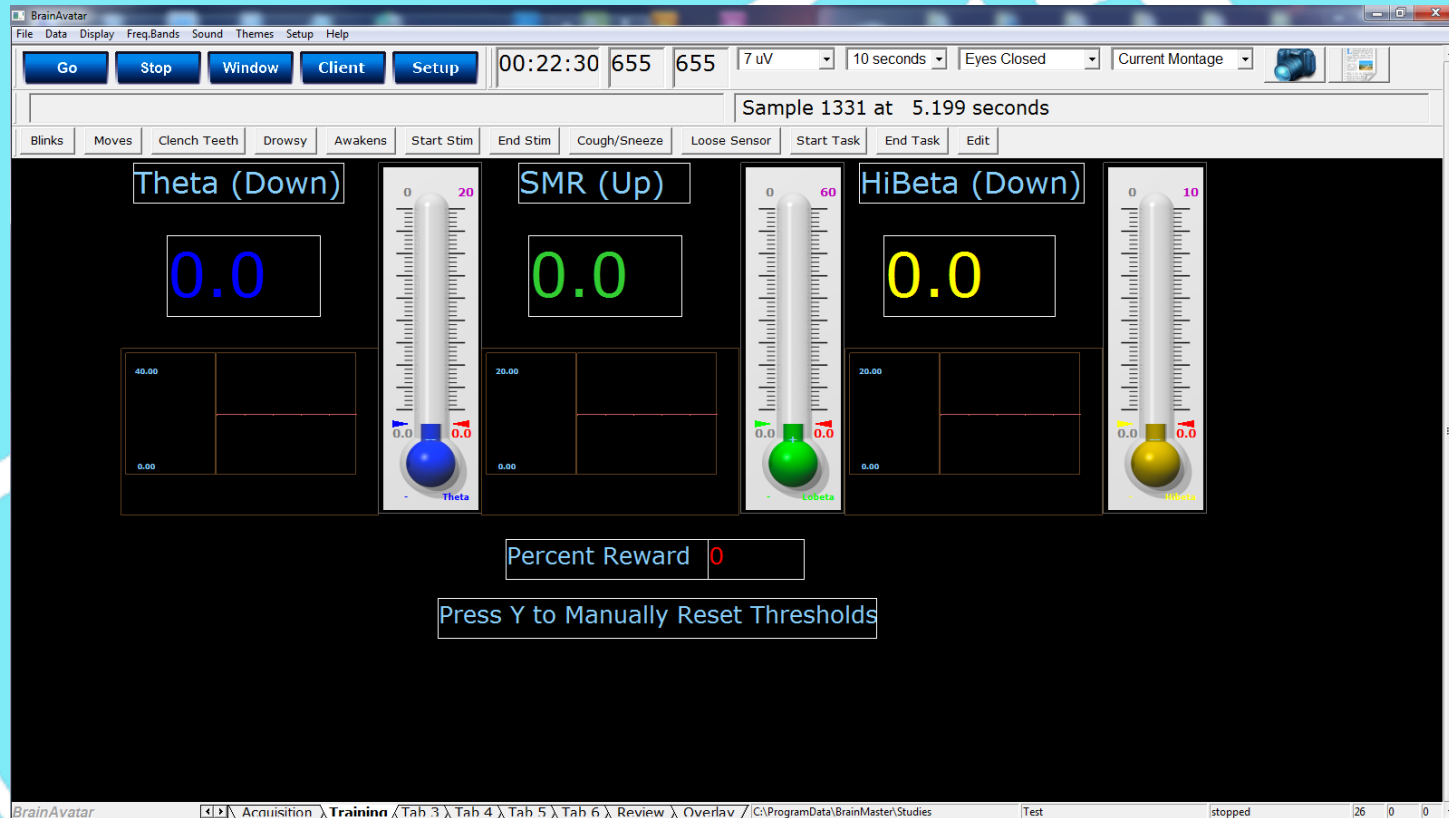 BrainAvatar
File Data Display Freq.Bands Sound Themes Setup Help
Go Stop Window Client Setup 00:22:30 655 655 7 uV 10 seconds Eyes Closed Current Montage
Sample 1331 at 5.199 seconds
Blinks Moves Clench Teeth Drowsy Awakens Start Stim End Stim Cough/Sneeze Loose Sensor Start Task End Task Edit
Theta (Down) 0 20 SMR (Up) 0 60 HiBeta (Down) 0 10
0.0 0.0 0.0
40.00 20.00 20.00
0.0 0.0 0.0 0.0 0.0 0.0
0.00 0.00 0.00
- Theta - Lobeta - Hibeta
Percent Reward 0
Press Y to Manually Reset Thresholds
BrainAvatar Acquisition Training Tab 3 Tab 4 Tab 5 Tab 6 Review Overlay C:\ProgramData\BrainMaster\Studies Test stopped 26 0 0